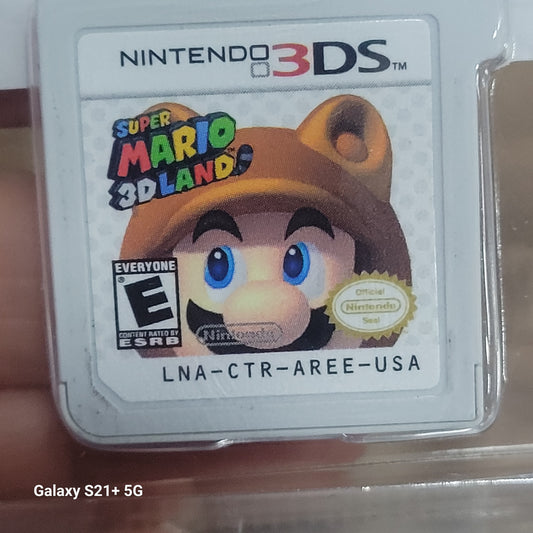 NINTENDO 3DS™
SUPER
MARIO
3D LAND™
EVERYONE
E
CONTENT RATED BY
ESRB
Nintendo
Official
Nintendo
Seal
LNA-CTR-AREE-USA
Galaxy S21+ 5G